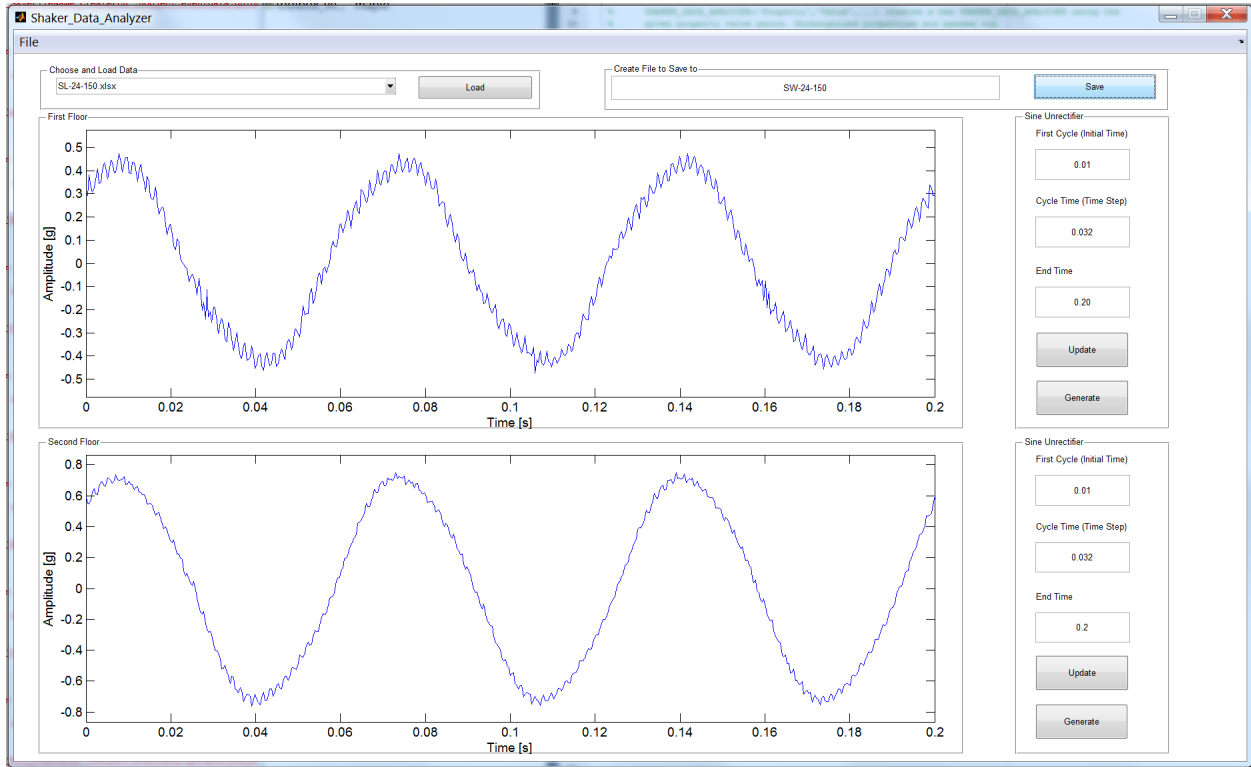 Shaker_Data_Analyzer
File
Choose and Load Data
SL-24-150.xlsx
Load
Create File to Save to
SW-24-150
Save
First Floor
Amplitude [g]
0.5
0.4
0.3
0.2
0.1
0
-0.1
-0.2
-0.3
-0.4
-0.5
0 0.02 0.04 0.06 0.08 0.1 0.12 0.14 0.16 0.18 0.2
Time [s]
Sine Unrectifier
First Cycle (Initial Time)
0.01
Cycle Time (Time Step)
0.032
End Time
0.20
Update
Generate
Second Floor
Amplitude [g]
0.8
0.6
0.4
0.2
0
-0.2
-0.4
-0.6
-0.8
0 0.02 0.04 0.06 0.08 0.1 0.12 0.14 0.16 0.18 0.2
Time [s]
Sine Unrectifier
First Cycle (Initial Time)
0.01
Cycle Time (Time Step)
0.032
End Time
0.2
Update
Generate